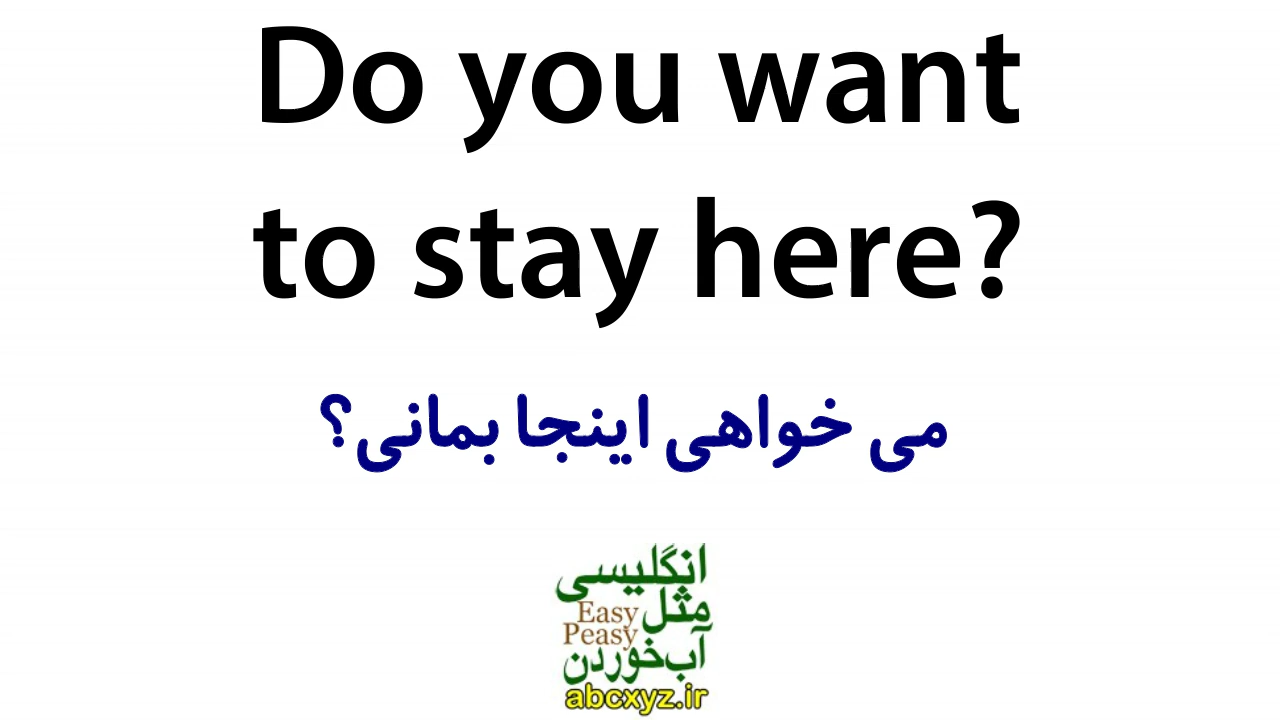 Do you want
to stay here?
می خواهی اینجا بمانی؟
انگلیسی
مثل Easy
Peasy
آب خوردن
abcxyz.ir